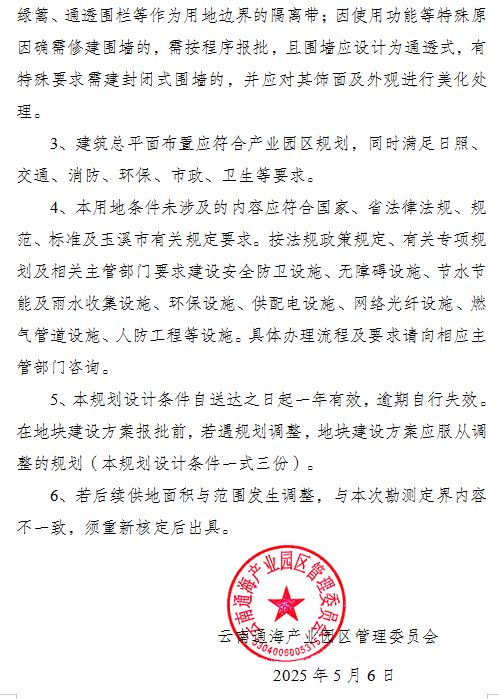 绿篱、通透围栏等作为用地边界的隔离带；因使用功能等特殊原
因确需修建围墙的，需按程序报批，且围墙应设计为通透式，有
特殊要求需建封闭式围墙的，并应对其饰面及外观进行美化处
理。
3、建筑总平面布置应符合产业园区规划，同时满足日照、
交通、消防、环保、市政、卫生等要求。
4、本用地条件未涉及的内容应符合国家、省法律法规、规
范、标准及玉溪市有关规定要求。按法规政策规定、有关专项规
划及相关主管部门要求建设安全防卫设施、无障碍设施、节水节
能及雨水收集设施、环保设施、供配电设施、网络光纤设施、燃
气管道设施、人防工程等设施。具体办理流程及要求请向相应主
管部门咨询。
5、本规划设计条件自送达之日起一年有效，逾期自行失效。
在地块建设方案报批前，若遇规划调整，地块建设方案应服从调
整的规划（本规划设计条件一式三份）。
6、若后续供地面积与范围发生调整，与本次勘测定界内容
不一致，须重新核定后出具。
云南通海产业园区管理委员会
云南通海产业园区管理委员会
2025年5月6日